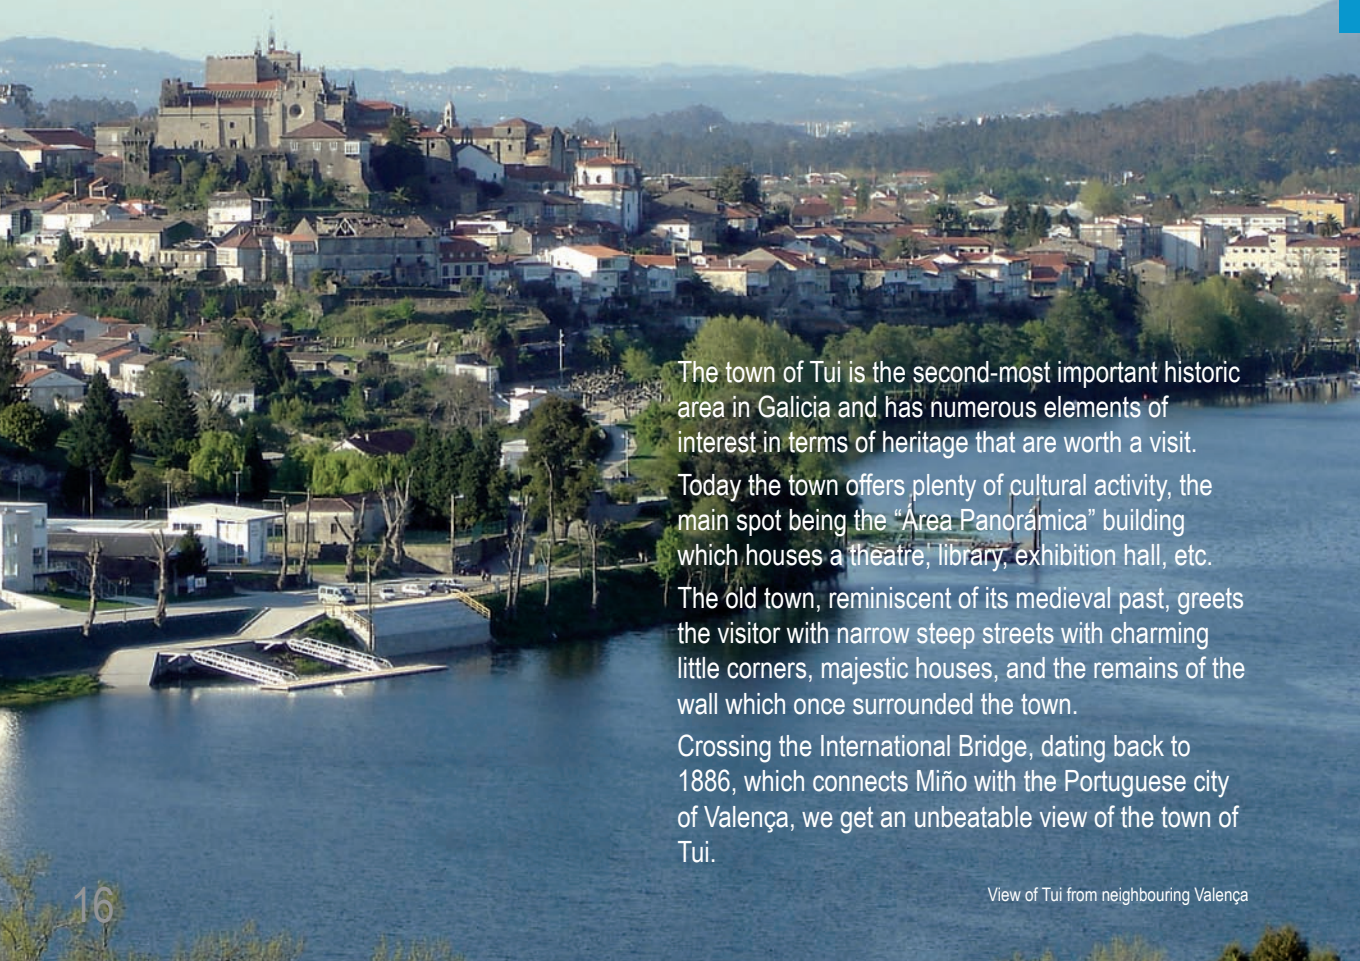 The town of Tui is the second-most important historic
area in Galicia and has numerous elements of
interest in terms of heritage that are worth a visit.
Today the town offers plenty of cultural activity, the
main spot being the “Área Panorámica” building
which houses a theatre, library, exhibition hall, etc.
The old town, reminiscent of its medieval past, greets
the visitor with narrow steep streets with charming
little corners, majestic houses, and the remains of the
wall which once surrounded the town.
Crossing the International Bridge, dating back to
1886, which connects Miño with the Portuguese city
of Valença, we get an unbeatable view of the town of
Tui.
View of Tui from neighbouring Valença
16